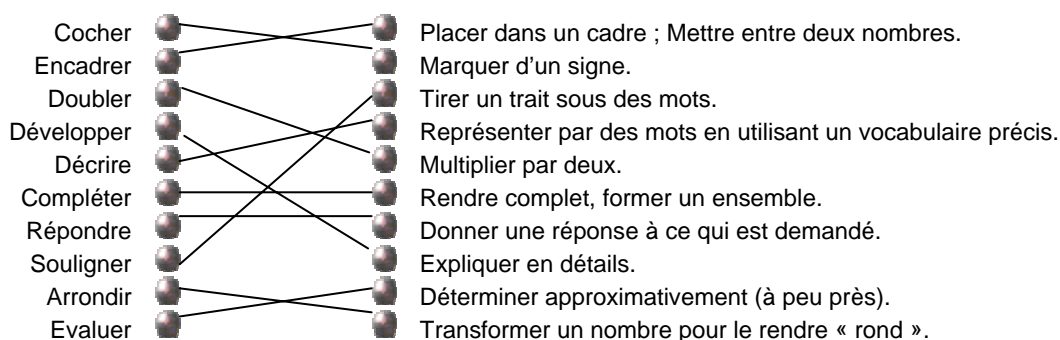 Cocher Placer dans un cadre ; Mettre entre deux nombres.
Encadrer Marquer d'un signe.
Doubler Tirer un trait sous des mots.
Développer Représenter par des mots en utilisant un vocabulaire précis.
Décrire Multiplier par deux.
Compléter Rendre complet, former un ensemble.
Répondre Donner une réponse à ce qui est demandé.
Souligner Expliquer en détails.
Arrondir Déterminer approximativement (à peu près).
Evaluer Transformer un nombre pour le rendre « rond ».